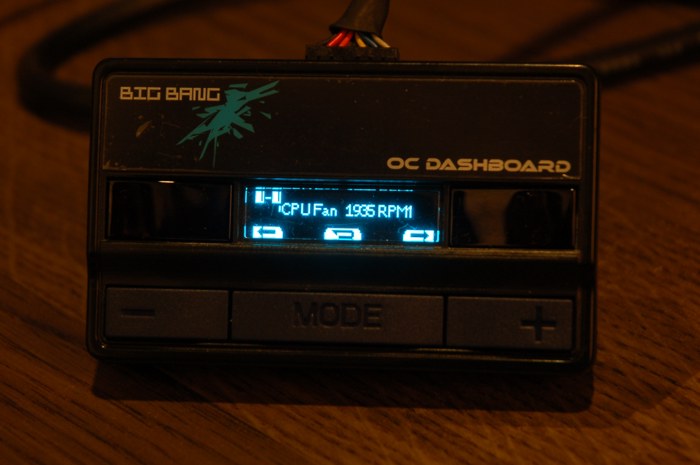 BIG BANG
OC DASHBOARD
CPU Fan 1935 RPM
− MODE +